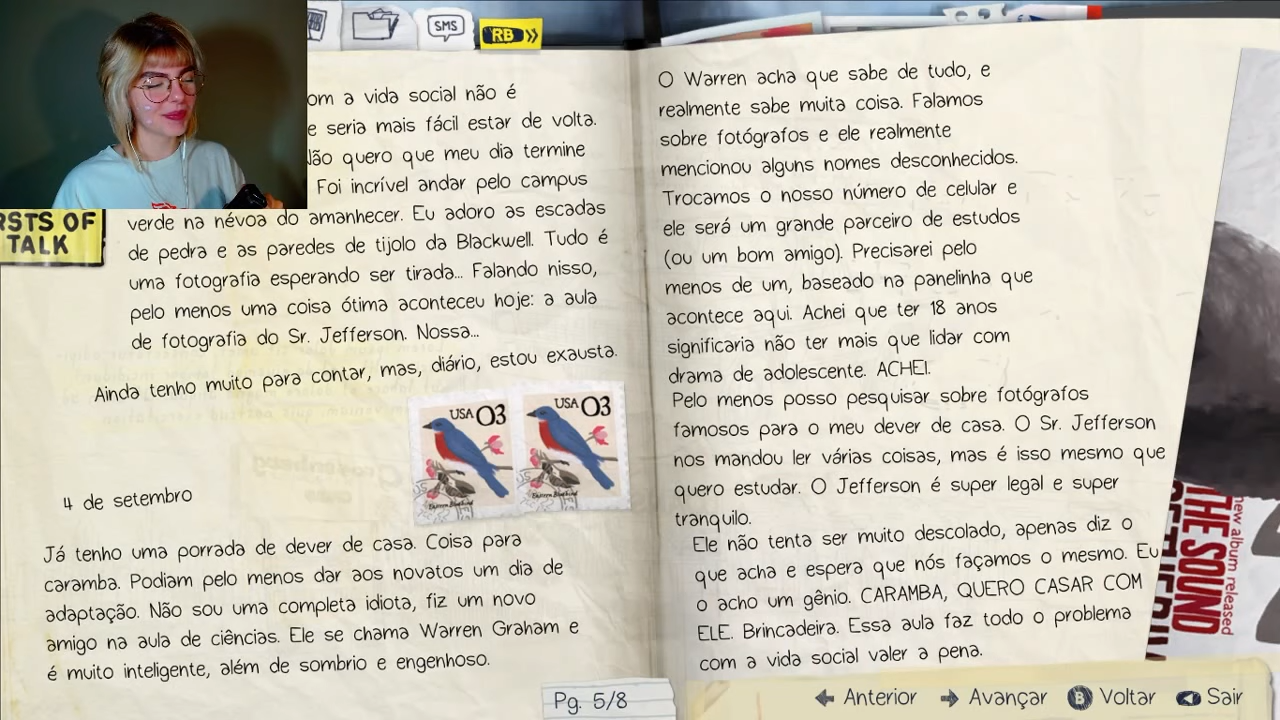 SMS
RB
om a vida social não é
e seria mais fácil estar de volta.
Não quero que meu dia termine
Foi incrível andar pelo campus
verde na névoa do amanhecer. Eu adoro as escadas
de pedra e as paredes de tijolo da Blackwell. Tudo é
uma fotografia esperando ser tirada... Falando nisso,
pelo menos uma coisa ótima aconteceu hoje: a aula
de fotografia do Sr. Jefferson. Nossa...
Ainda tenho muito para contar, mas, diário, estou exausta.
RSTS OF
TALK
USA 03
USA 03
Eastern Bluebird
Eastern Bluebird
4 de setembro
Já tenho uma porrada de dever de casa. Coisa para
caramba. Podiam pelo menos dar aos novatos um dia de
adaptação. Não sou uma completa idiota, fiz um novo
amigo na aula de ciências. Ele se chama Warren Graham e
é muito inteligente, além de sombrio e engenhoso.
O Warren acha que sabe de tudo, e
realmente sabe muita coisa. Falamos
sobre fotógrafos e ele realmente
mencionou alguns nomes desconhecidos.
Trocamos o nosso número de celular e
ele será um grande parceiro de estudos
(ou um bom amigo). Precisarei pelo
menos de um, baseado na panelinha que
acontece aqui. Achei que ter 18 anos
significaria não ter mais que lidar com
drama de adolescente. ACHEI.
Pelo menos posso pesquisar sobre fotógrafos
famosos para o meu dever de casa. O Sr. Jefferson
nos mandou ler várias coisas, mas é isso mesmo que
quero estudar. O Jefferson é super legal e super
tranquilo.
Ele não tenta ser muito descolado, apenas diz o
que acha e espera que nós façamos o mesmo. Eu
o acho um gênio. CARAMBA, QUERO CASAR COM
ELE. Brincadeira. Essa aula faz todo o problema
com a vida social valer a pena.
new album released
THE SOUND
Pg. 5/8
Anterior
Avançar
B Voltar
Sair